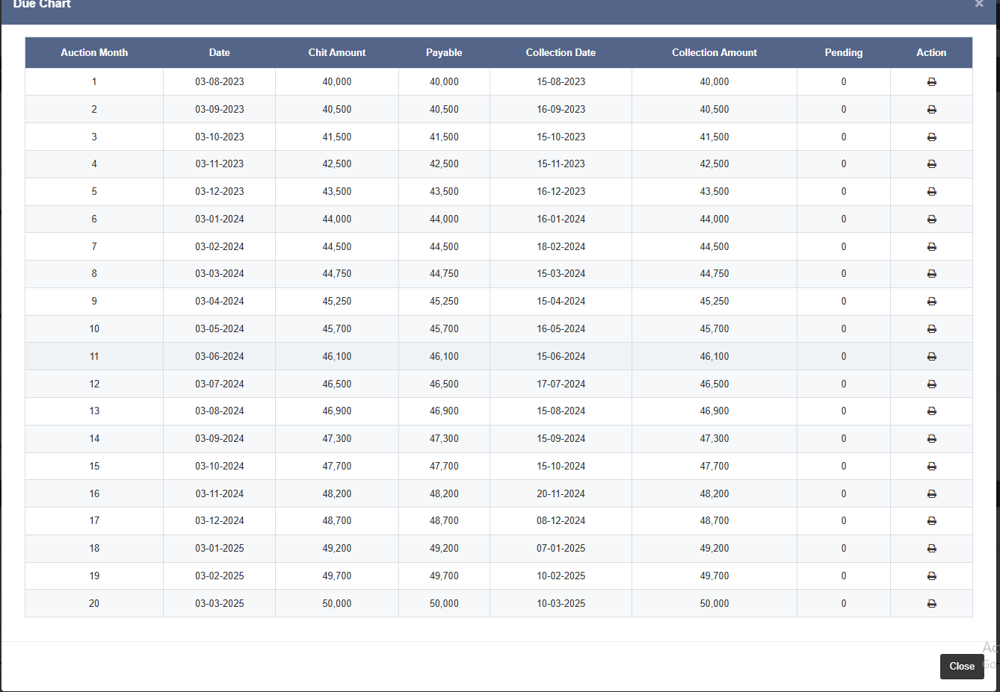 Due Chart ×
Auction Month Date Chit Amount Payable Collection Date Collection Amount Pending Action
1 03-08-2023 40,000 40,000 15-08-2023 40,000 0
2 03-09-2023 40,500 40,500 16-09-2023 40,500 0
3 03-10-2023 41,500 41,500 15-10-2023 41,500 0
4 03-11-2023 42,500 42,500 15-11-2023 42,500 0
5 03-12-2023 43,500 43,500 16-12-2023 43,500 0
6 03-01-2024 44,000 44,000 16-01-2024 44,000 0
7 03-02-2024 44,500 44,500 18-02-2024 44,500 0
8 03-03-2024 44,750 44,750 15-03-2024 44,750 0
9 03-04-2024 45,250 45,250 15-04-2024 45,250 0
10 03-05-2024 45,700 45,700 16-05-2024 45,700 0
11 03-06-2024 46,100 46,100 15-06-2024 46,100 0
12 03-07-2024 46,500 46,500 17-07-2024 46,500 0
13 03-08-2024 46,900 46,900 15-08-2024 46,900 0
14 03-09-2024 47,300 47,300 15-09-2024 47,300 0
15 03-10-2024 47,700 47,700 15-10-2024 47,700 0
16 03-11-2024 48,200 48,200 20-11-2024 48,200 0
17 03-12-2024 48,700 48,700 08-12-2024 48,700 0
18 03-01-2025 49,200 49,200 07-01-2025 49,200 0
19 03-02-2025 49,700 49,700 10-02-2025 49,700 0
20 03-03-2025 50,000 50,000 10-03-2025 50,000 0
Close